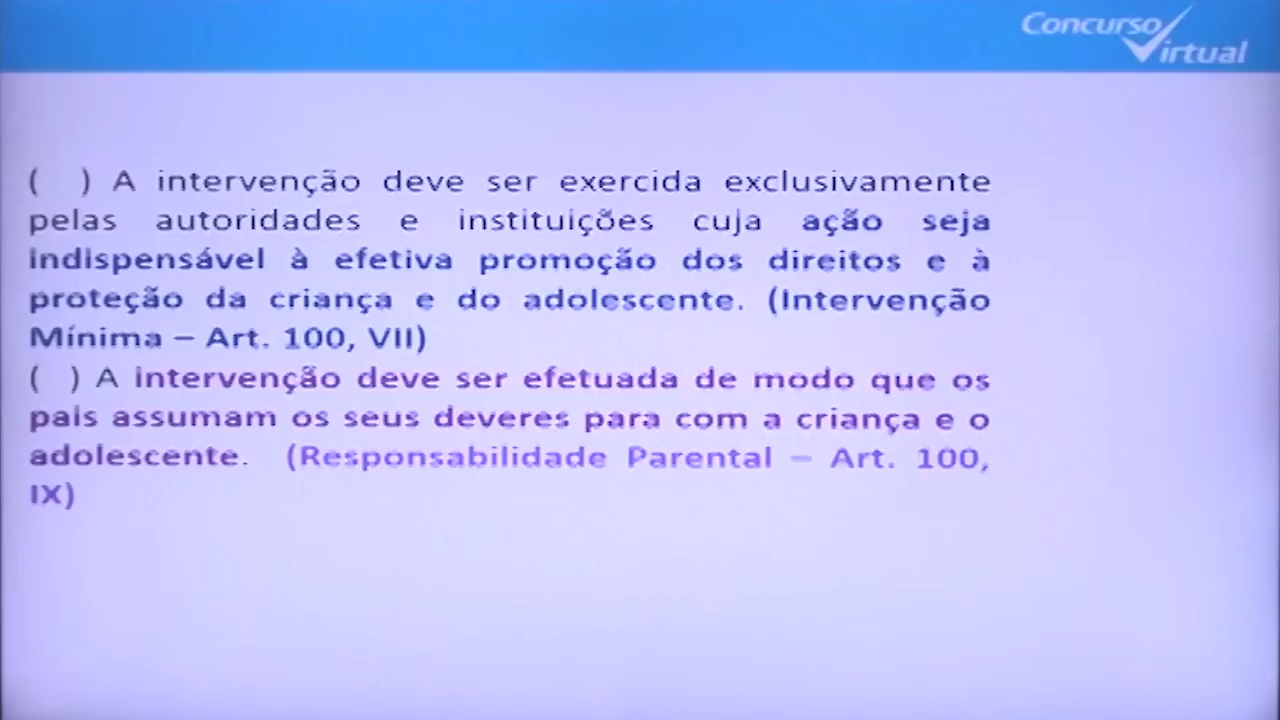 Concurso
Virtual
( ) A intervenção deve ser exercida exclusivamente
pelas autoridades e instituições cuja ação seja
indispensável à efetiva promoção dos direitos e à
proteção da criança e do adolescente. (Intervenção
Mínima – Art. 100, VII)
( ) A intervenção deve ser efetuada de modo que os
pais assumam os seus deveres para com a criança e o
adolescente. (Responsabilidade Parental – Art. 100,
IX)